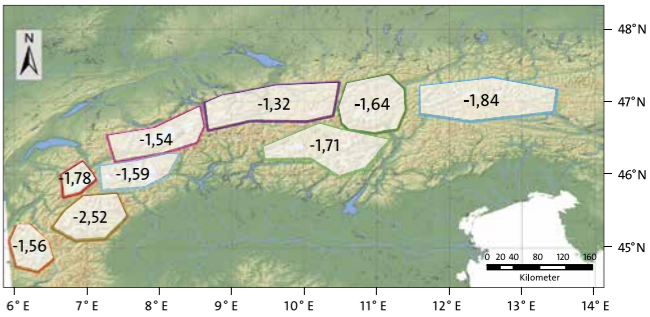 N
48°N
-1,32
-1,64
-1,84
47°N
-1,54
-1,71
-1,59
-1,78
46°N
-2,52
-1,56
45°N
0 20 40 80 120 160
Kilometer
6° E 7° E 8° E 9° E 10° E 11° E 12° E 13° E 14° E